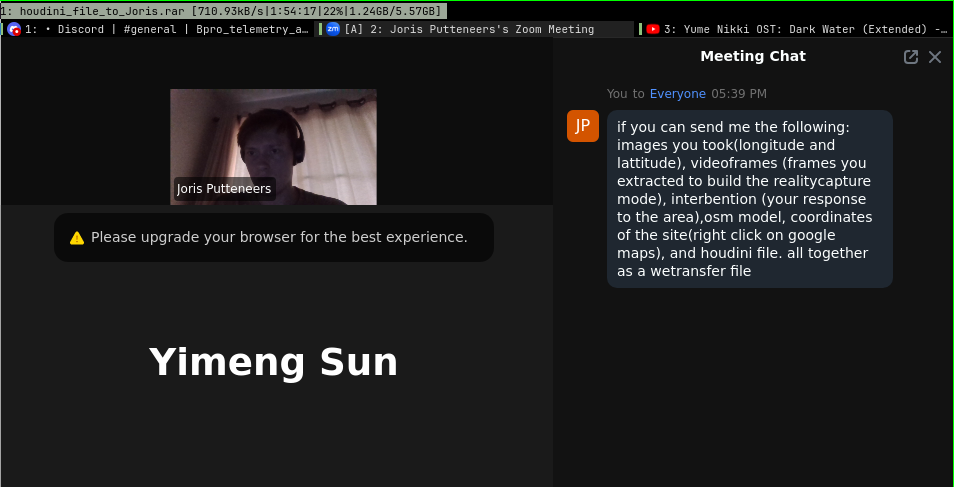 1: houdini_file_to_Joris.rar [710.93kB/s|1:54:17|22%|1.24GB/5.57GB]
1: • Discord | #general | Bpro_telemetry_a…
zm [A] 2: Joris Putteneers's Zoom Meeting
3: Yume Nikki OST: Dark Water (Extended) -…
Joris Putteneers
Please upgrade your browser for the best experience.
Yimeng Sun
Meeting Chat
You to Everyone 05:39 PM
JP
if you can send me the following:
images you took(longitude and
lattitude), videoframes (frames you
extracted to build the realitycapture
mode), interbention (your response
to the area),osm model, coordinates
of the site(right click on google
maps), and houdini file. all together
as a wetransfer file